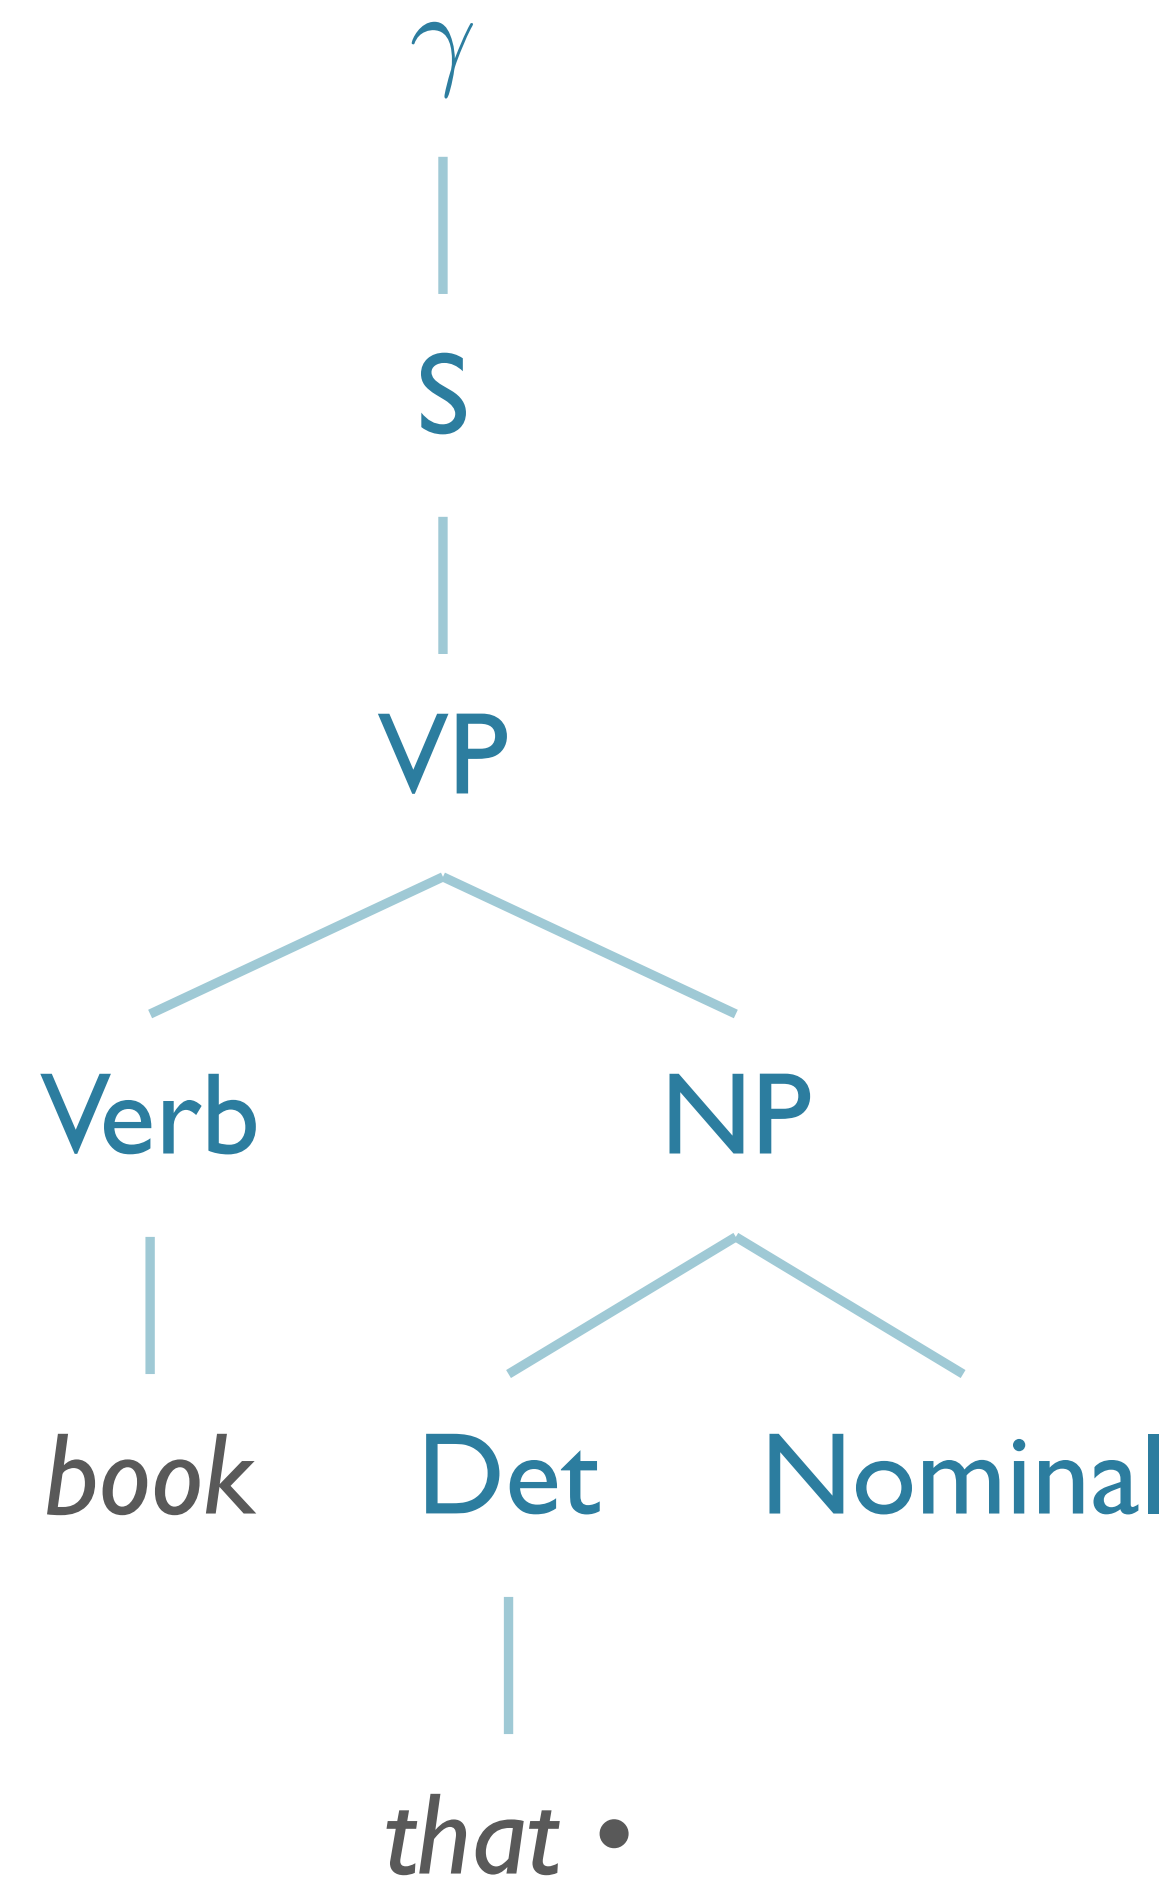 γ
S
VP
Verb NP
book Det Nominal
that •